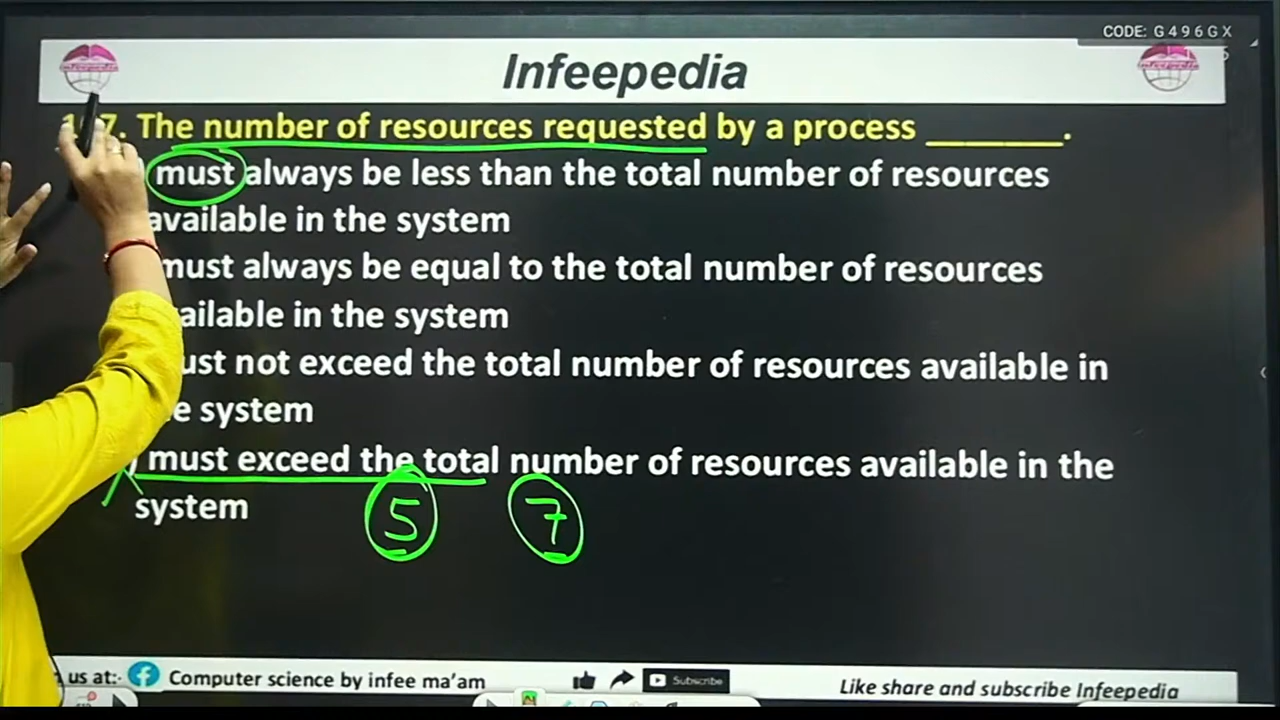 CODE: G496GX
Infeepedia
7. The number of resources requested by a process ________.
must always be less than the total number of resources
available in the system
must always be equal to the total number of resources
ailable in the system
ust not exceed the total number of resources available in
e system
) must exceed the total number of resources available in the
system
5 7
us at:- Computer science by infee ma'am
Subscribe
Like share and subscribe Infeepedia